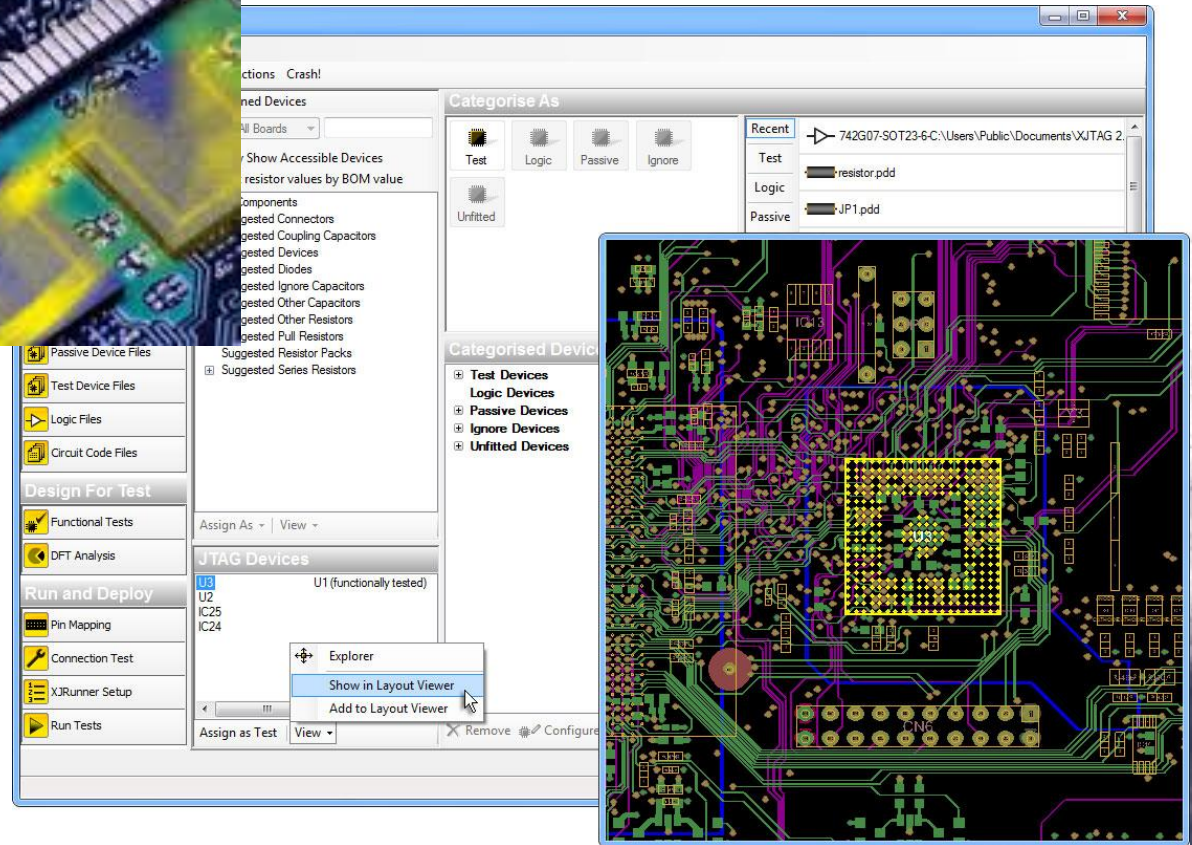 ctions Crash!
ned Devices
All Boards
Show Accessible Devices
resistor values by BOM value
Components
gested Connectors
gested Coupling Capacitors
gested Devices
gested Diodes
gested Ignore Capacitors
gested Other Capacitors
gested Other Resistors
gested Pull Resistors
Suggested Resistor Packs
Suggested Series Resistors
Assign As View
Categorise As
Test Logic Passive Ignore
Unfitted
Recent
Test
Logic
Passive
742G07-SOT23-6-C:\Users\Public\Documents\XJTAG 2.
resistor.pdd
JP1.pdd
Passive Device Files
Test Device Files
Logic Files
Circuit Code Files
Design For Test
Functional Tests
DFT Analysis
Run and Deploy
Pin Mapping
Connection Test
XJRunner Setup
Run Tests
JTAG Devices
U3 U1 (functionally tested)
U2
IC25
IC24
Explorer
Show in Layout Viewer
Add to Layout Viewer
Assign as Test View
Categorised Devic
Test Devices
Logic Devices
Passive Devices
Ignore Devices
Unfitted Devices
Remove Configure
IC13
U3
CN6